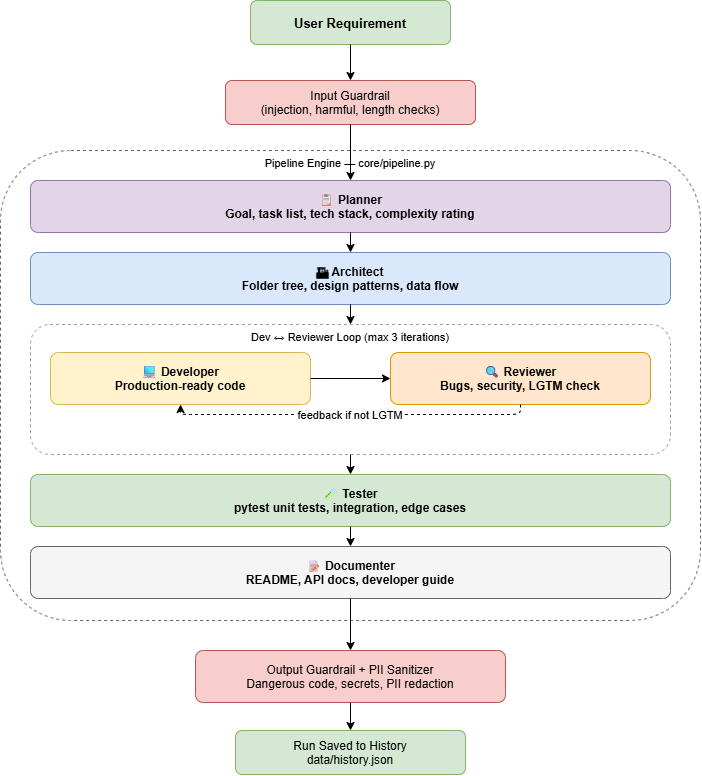 User Requirement
Input Guardrail
(injection, harmful, length checks)
Pipeline Engine — core/pipeline.py
📋 Planner
Goal, task list, tech stack, complexity rating
Architect
Folder tree, design patterns, data flow
Dev ↔ Reviewer Loop (max 3 iterations)
💻 Developer
Production-ready code
🔍 Reviewer
Bugs, security, LGTM check
feedback if not LGTM
🧪 Tester
pytest unit tests, integration, edge cases
📝 Documenter
README, API docs, developer guide
Output Guardrail + PII Sanitizer
Dangerous code, secrets, PII redaction
Run Saved to History
data/history.json